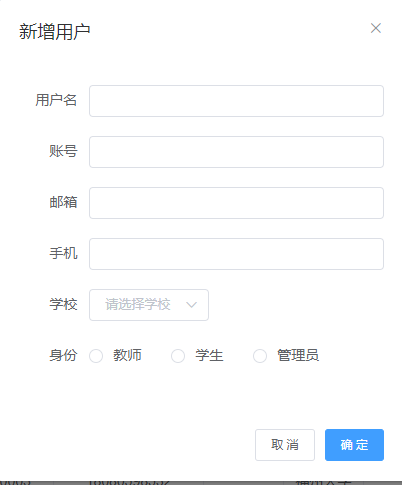 新增用户
用户名
账号
邮箱
手机
学校 请选择学校
身份 教师 学生 管理员
取消 确定